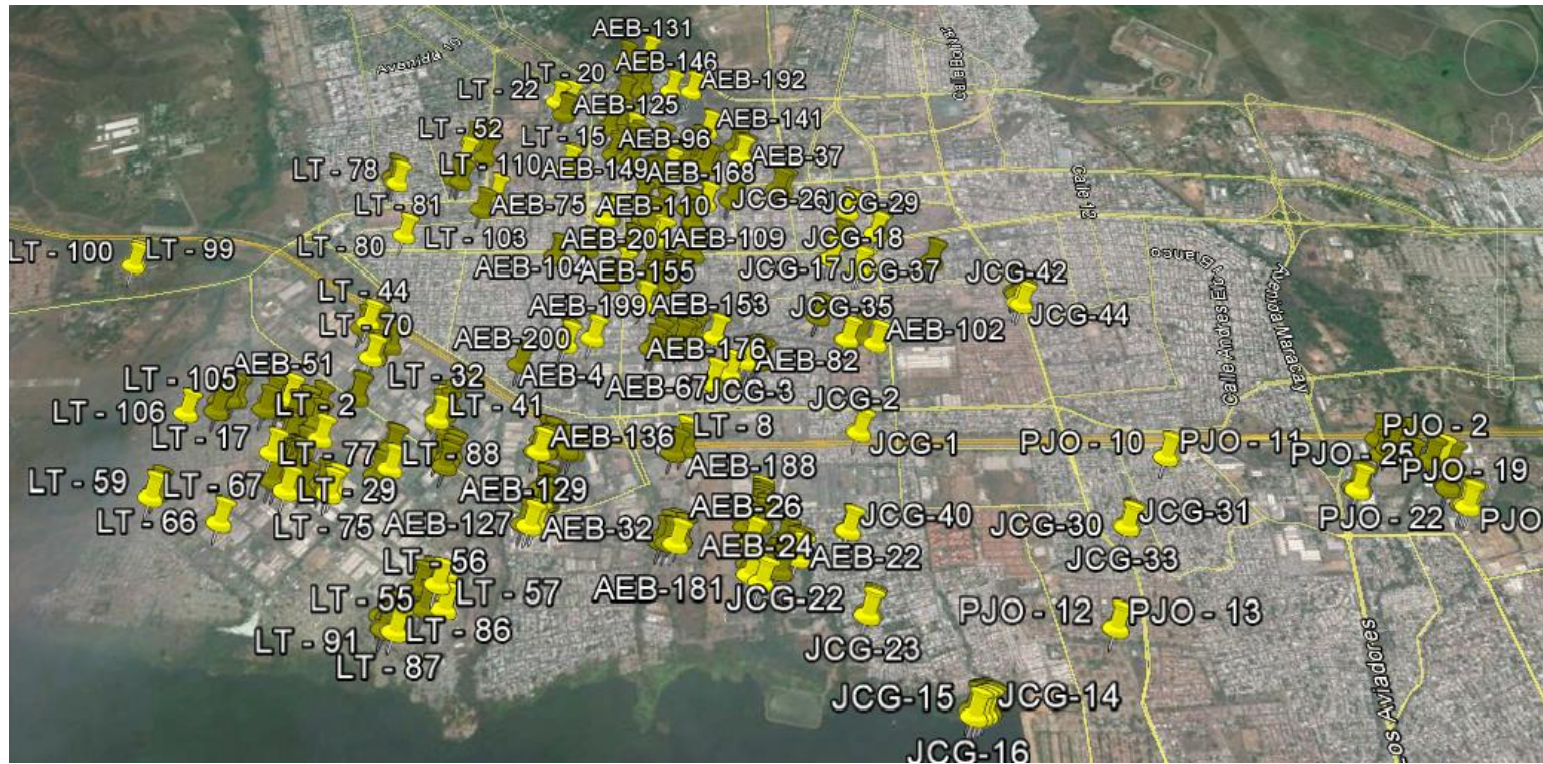 AEB-131
Avenida 19
AEB-146
LT - 20
AEB-192
LT - 22
AEB-125
AEB-141
LT - 52
LT - 15
AEB-96
AEB-37
LT - 78
LT - 110
AEB-149
AEB-168
Calle 12
LT - 81
AEB-75
AEB-110
JCG-26
JCG-29
LT - 100
LT - 99
LT - 80
LT - 103
AEB-201
AEB-109
JCG-18
AEB-104
AEB-155
JCG-17
JCG-37
JCG-42
LT - 44
AEB-199
AEB-153
JCG-35
JCG-44
LT - 70
AEB-200
AEB-176
AEB-82
AEB-102
Avenida Maracay
AEB-51
LT - 105
LT - 32
AEB-4
AEB-67
JCG-3
JCG-2
LT - 106
LT - 2
LT - 41
LT - 17
LT - 77
LT - 88
AEB-136
LT - 8
JCG-1
PJO - 10
PJO - 11
PJO - 2
PJO - 25
AEB-188
PJO - 19
LT - 59
LT - 67
LT - 29
AEB-129
AEB-26
LT - 66
LT - 75
AEB-127
AEB-32
JCG-40
JCG-30
JCG-31
PJO - 22
PJO
AEB-24
AEB-22
JCG-33
LT - 56
LT - 55
LT - 57
AEB-181
JCG-22
PJO - 12
PJO - 13
LT - 91
LT - 86
LT - 87
JCG-23
Los Aviadores
JCG-15
JCG-14
JCG-16